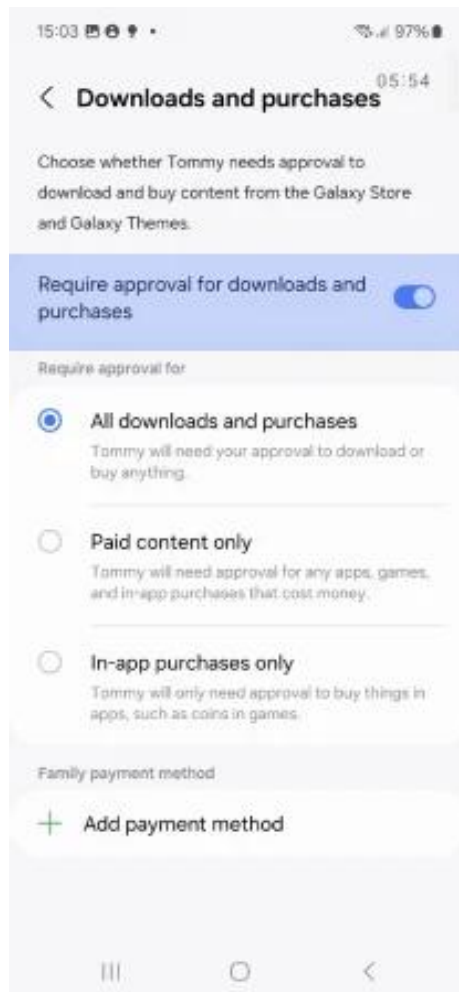 15:03
97%
05:54
Downloads and purchases
Choose whether Tommy needs approval to
download and buy content from the Galaxy Store
and Galaxy Themes.
Require approval for downloads and
purchases
Require approval for
All downloads and purchases
Tommy will need your approval to download or
buy anything.
Paid content only
Tommy will need approval for any apps, games,
and in-app purchases that cost money.
In-app purchases only
Tommy will only need approval to buy things in
apps, such as coins in games.
Family payment method
Add payment method